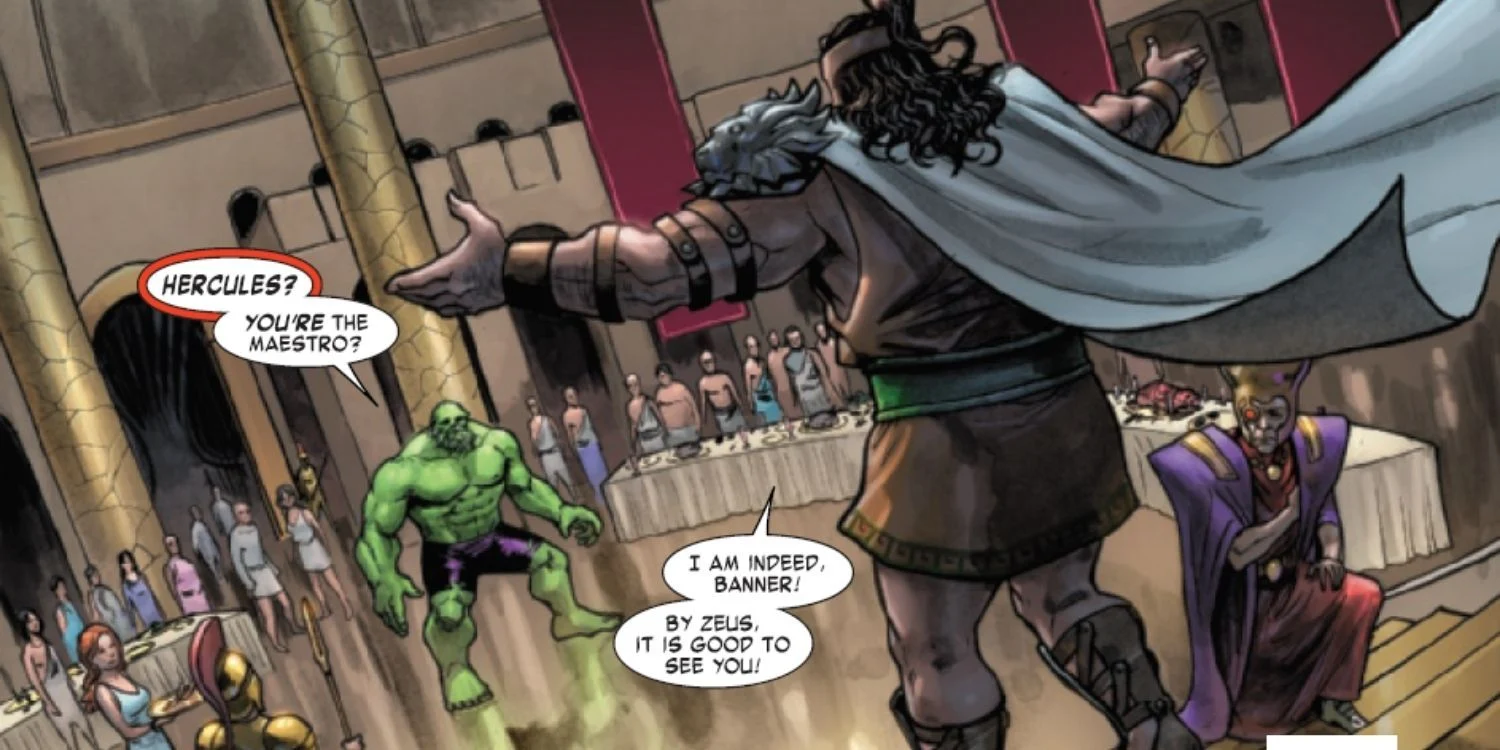 HERCULES?
YOU'RE THE
MAESTRO?
I AM INDEED,
BANNER!
BY ZEUS,
IT IS GOOD TO
SEE YOU!